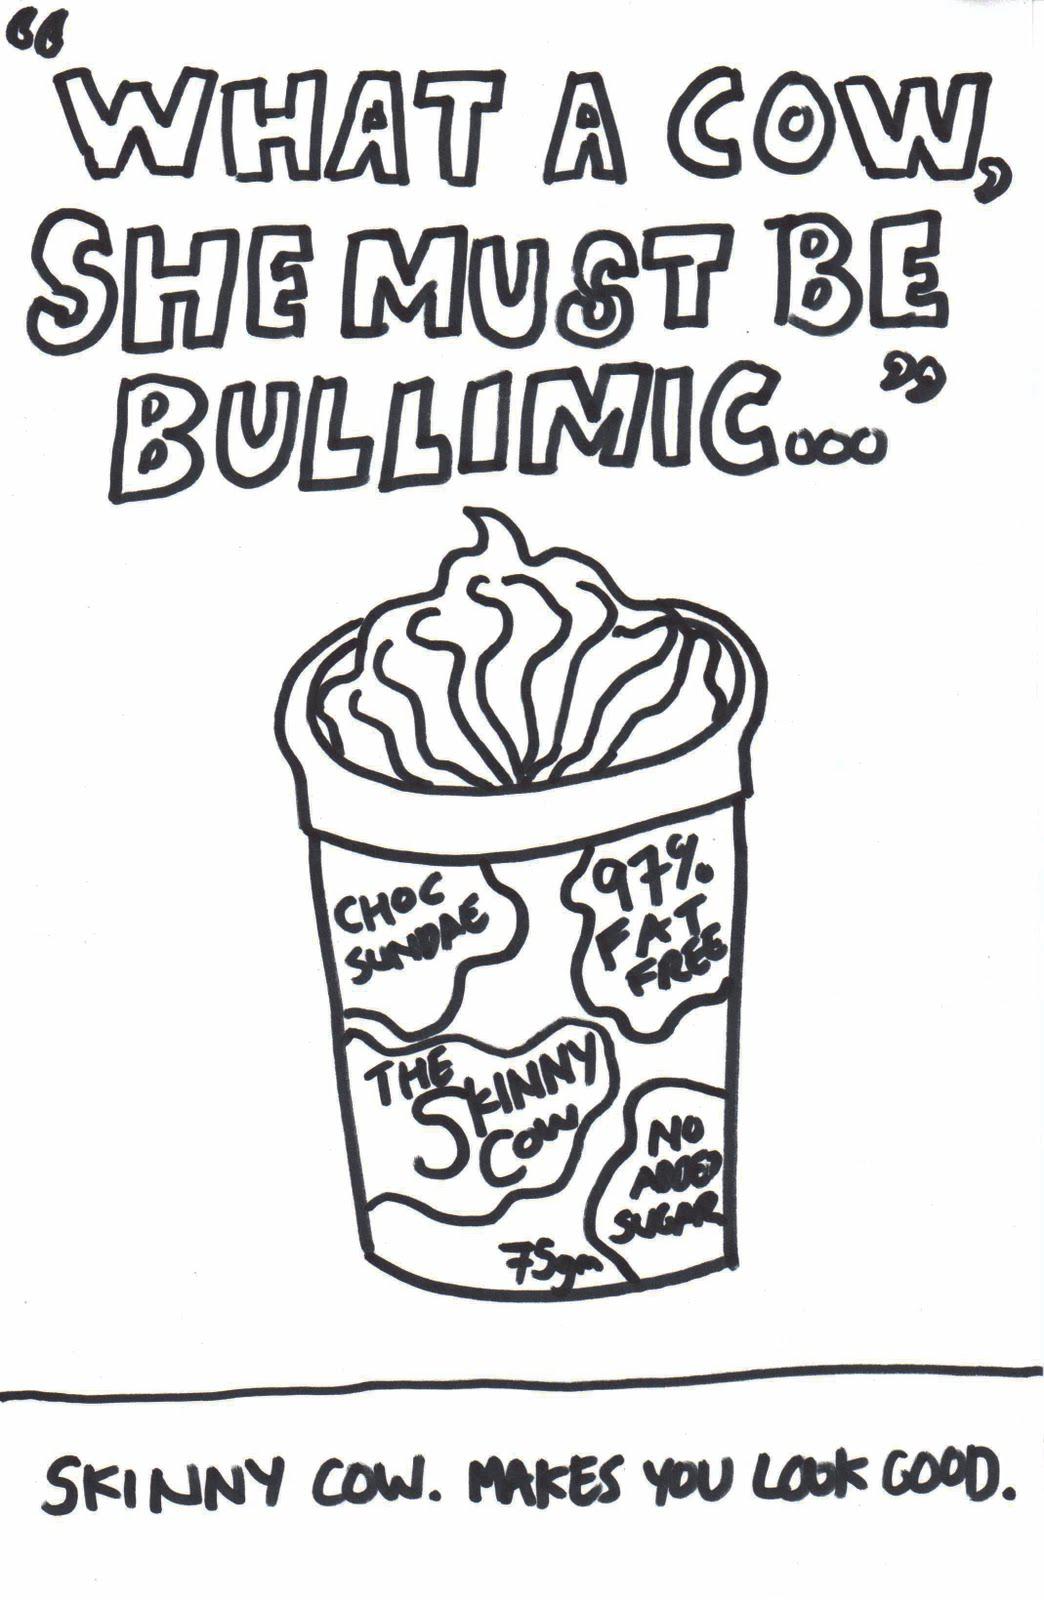 “WHAT A COW,
SHE MUST BE
BULLIMIC...”
CHOC
SUNDAE
97%
FAT
FREE
THE
SKINNY
COW
NO
ADDED
SUGAR
75gm
SKINNY COW. MAKES YOU LOOK GOOD.